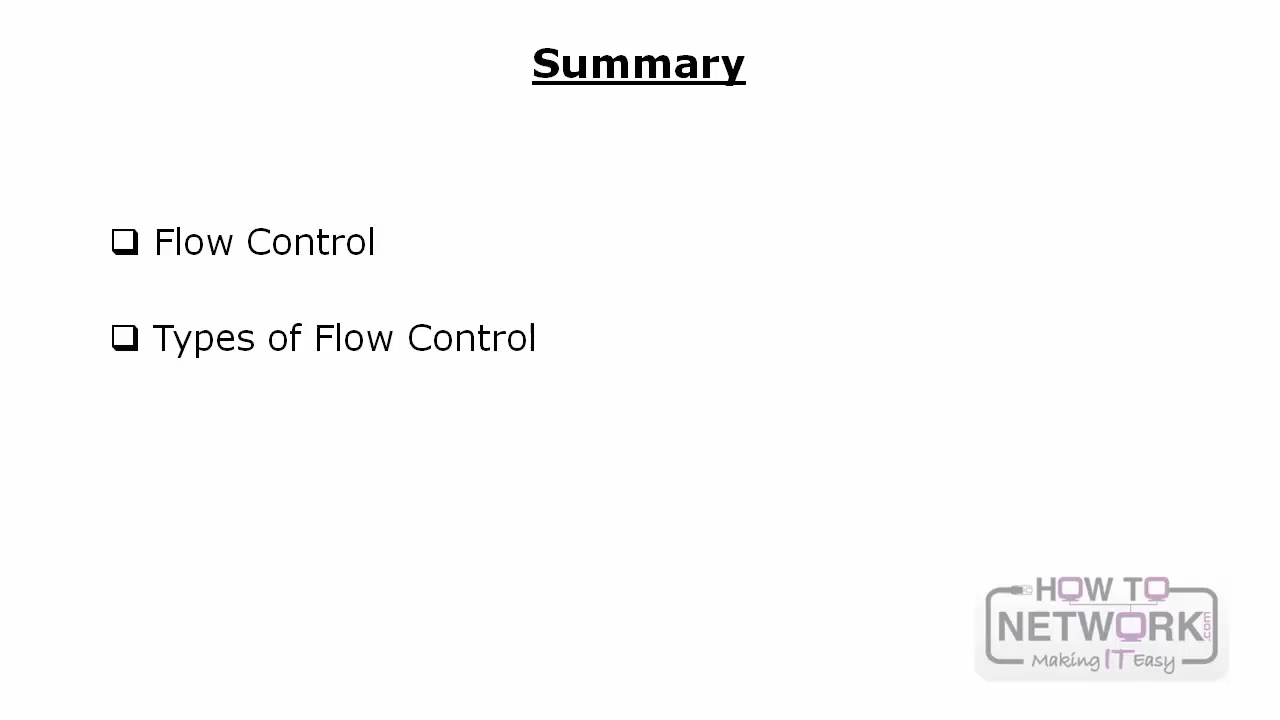 Summary
Flow Control
Types of Flow Control
HOW TO
NETWORK.com
Making IT Easy